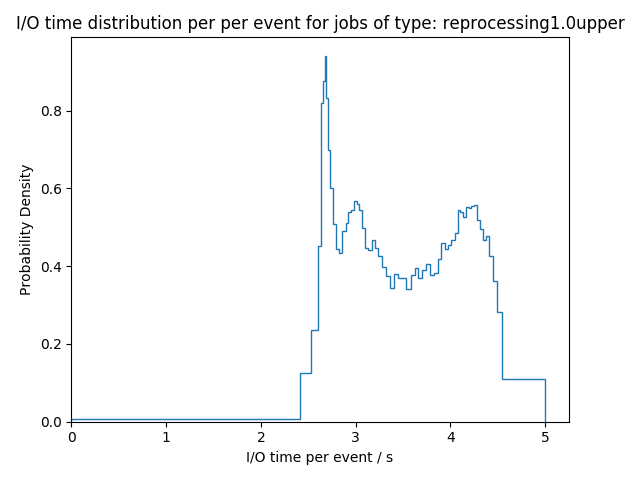 I/O time distribution per per event for jobs of type: reprocessing1.0upper
Probability Density
0.8
0.6
0.4
0.2
0.0
0 1 2 3 4 5
I/O time per event / s